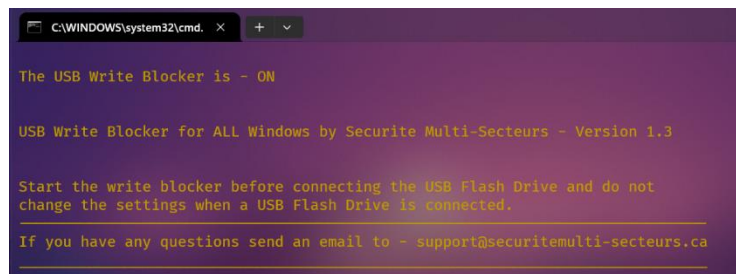 C:\WINDOWS\system32\cmd.
The USB Write Blocker is - ON
USB Write Blocker for ALL Windows by Securite Multi-Secteurs - Version 1.3
Start the write blocker before connecting the USB Flash Drive and do not
change the settings when a USB Flash Drive is connected.
If you have any questions send an email to - support@securitemulti-secteurs.ca